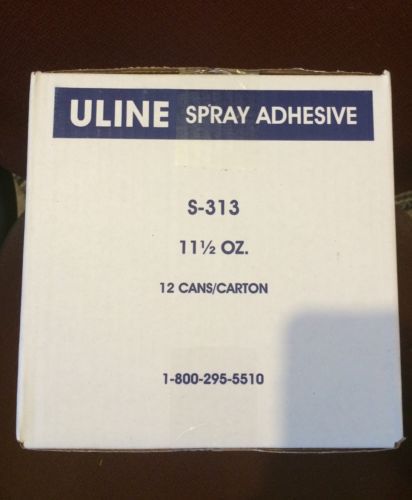 ULINE SPRAY ADHESIVE
S-313
11½ OZ.
12 CANS/CARTON
1-800-295-5510